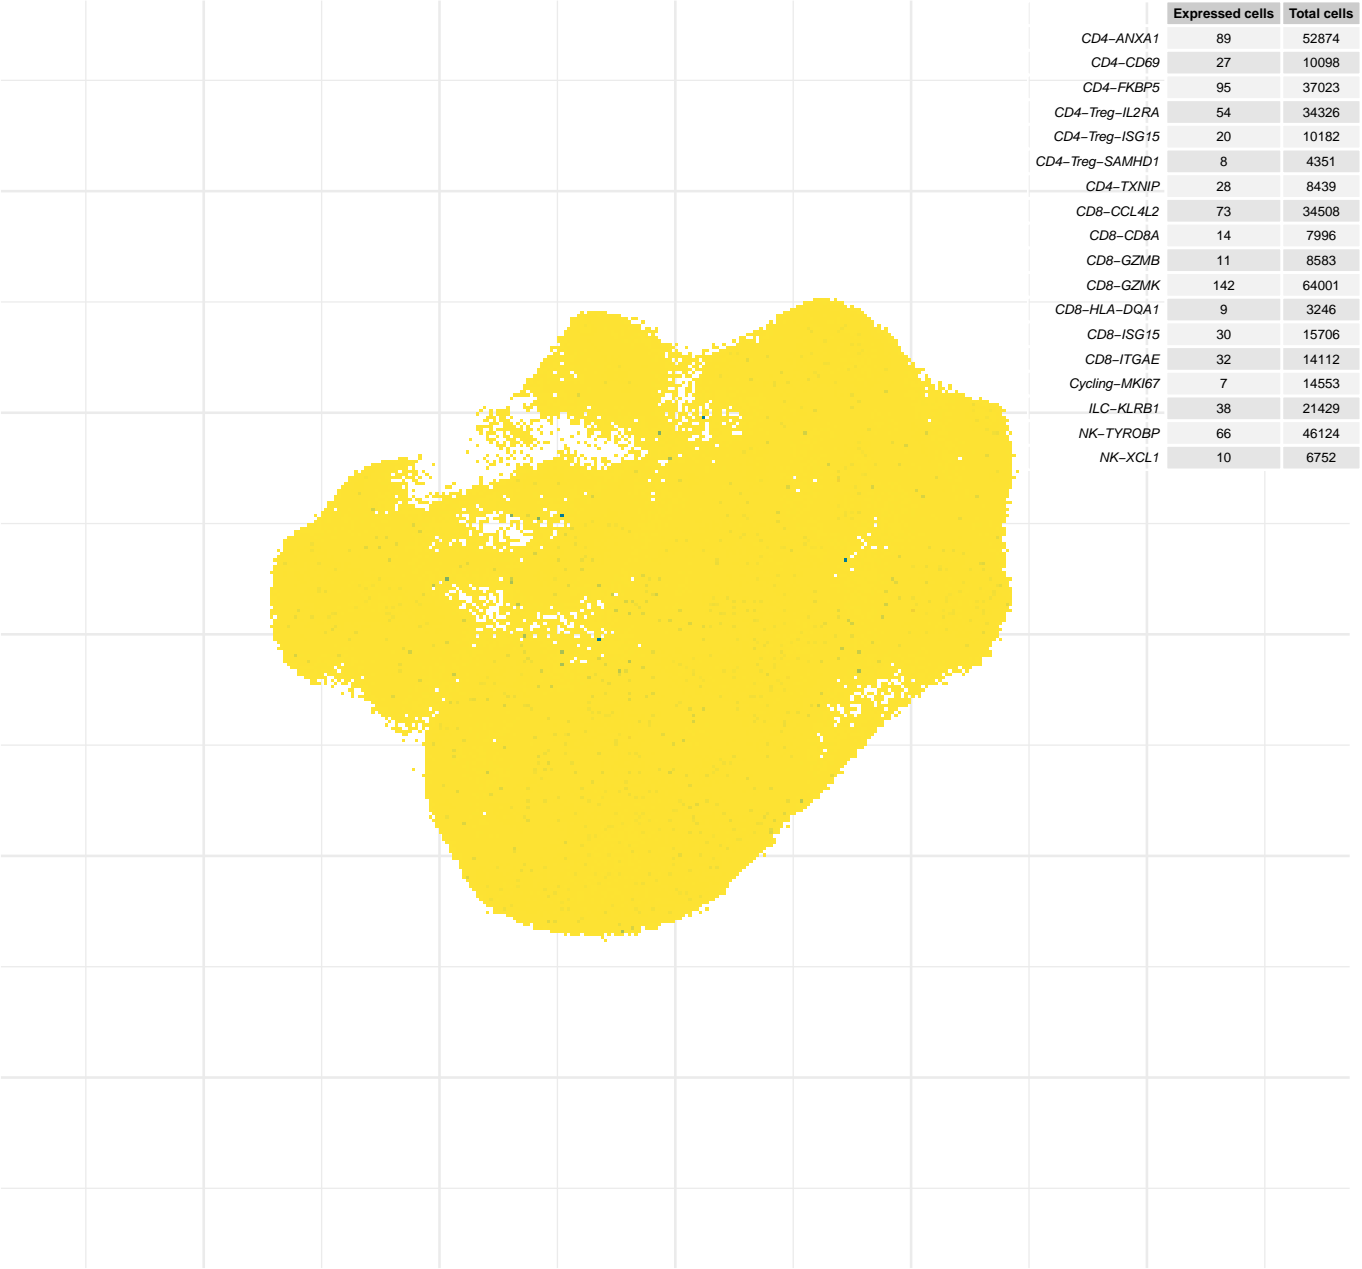 Expressed cells Total cells
CD4−ANXA1 89 52874
CD4−CD69 27 10098
CD4−FKBP5 95 37023
CD4−Treg−IL2RA 54 34326
CD4−Treg−ISG15 20 10182
CD4−Treg−SAMHD1 8 4351
CD4−TXNIP 28 8439
CD8−CCL4L2 73 34508
CD8−CD8A 14 7996
CD8−GZMB 11 8583
CD8−GZMK 142 64001
CD8−HLA−DQA1 9 3246
CD8−ISG15 30 15706
CD8−ITGAE 32 14112
Cycling−MKI67 7 14553
ILC−KLRB1 38 21429
NK−TYROBP 66 46124
NK−XCL1 10 6752